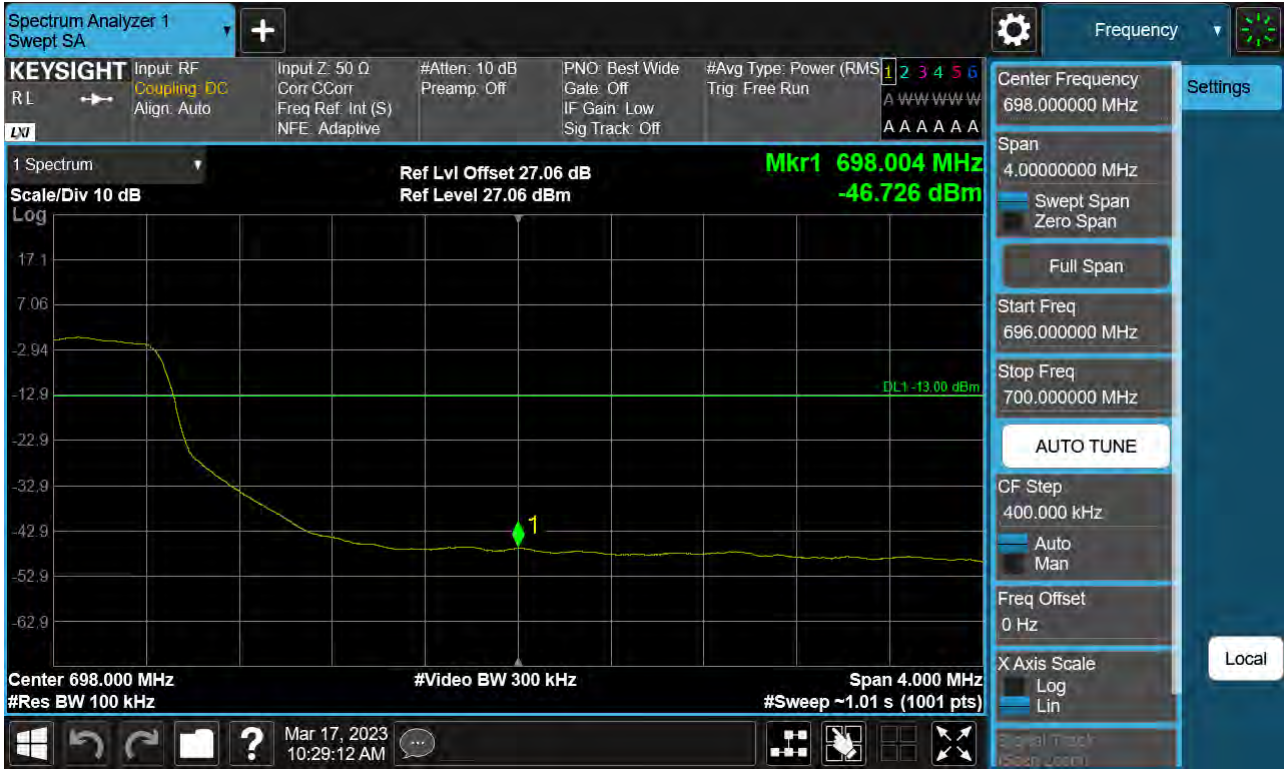 Spectrum Analyzer 1
Swept SA
+
Frequency
KEYSIGHT
RL
LXI
Input: RF
Coupling: DC
Align: Auto
Input Z: 50 Ω
Corr CCorr
Freq Ref: Int (S)
NFE: Adaptive
#Atten: 10 dB
Preamp: Off
PNO: Best Wide
Gate: Off
IF Gain: Low
Sig Track: Off
#Avg Type: Power (RMS
Trig: Free Run
1 2 3 4 5 6
A W W W W W
A A A A A A
1 Spectrum
Scale/Div 10 dB
Log
Ref Lvl Offset 27.06 dB
Ref Level 27.06 dBm
Mkr1 698.004 MHz
-46.726 dBm
17.1
7.06
-2.94
-12.9
-22.9
-32.9
-42.9
-52.9
-62.9
DL1 -13.00 dBm
1
Center 698.000 MHz
#Res BW 100 kHz
#Video BW 300 kHz
Span 4.000 MHz
#Sweep ~1.01 s (1001 pts)
Center Frequency
698.000000 MHz
Span
4.00000000 MHz
Swept Span
Zero Span
Full Span
Start Freq
696.000000 MHz
Stop Freq
700.000000 MHz
AUTO TUNE
CF Step
400.000 kHz
Auto
Man
Freq Offset
0 Hz
X Axis Scale
Log
Lin
Signal Track
(Span Zoom)
Settings
Local
?
Mar 17, 2023
10:29:12 AM